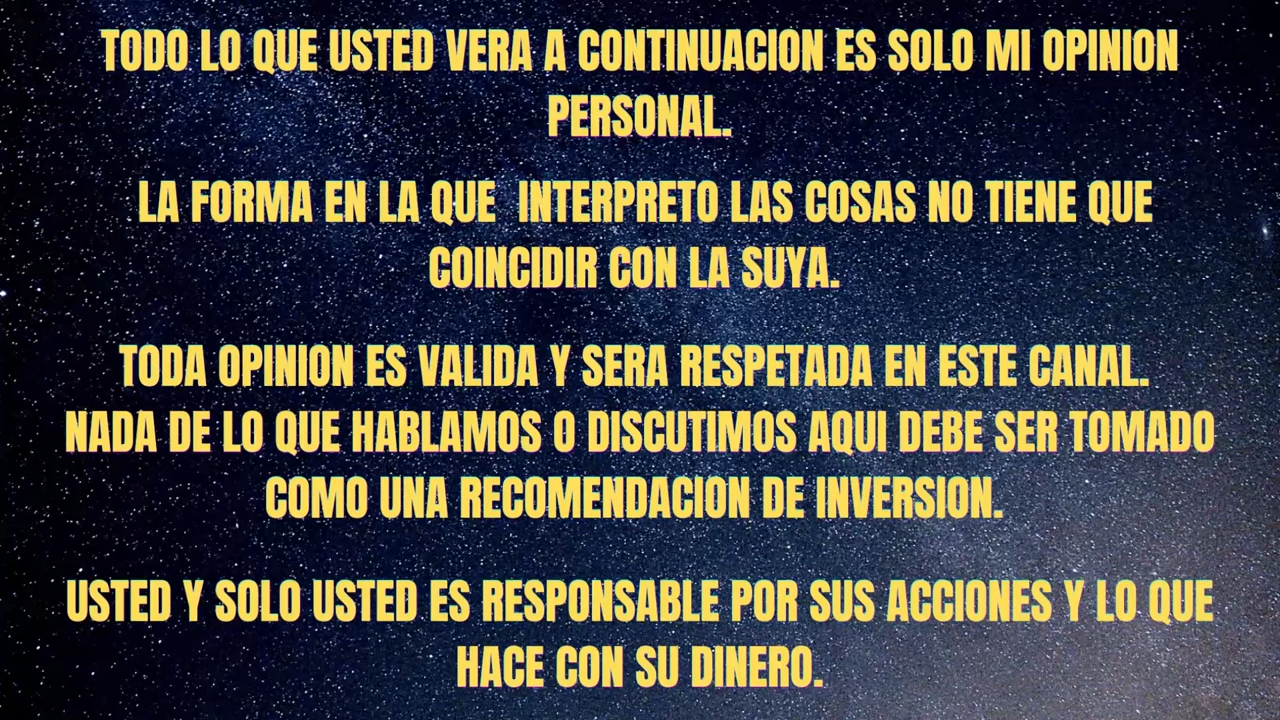 TODO LO QUE USTED VERA A CONTINUACION ES SOLO MI OPINION
PERSONAL.
LA FORMA EN LA QUE INTERPRETO LAS COSAS NO TIENE QUE
COINCIDIR CON LA SUYA.
TODA OPINION ES VALIDA Y SERA RESPETADA EN ESTE CANAL.
NADA DE LO QUE HABLAMOS O DISCUTIMOS AQUI DEBE SER TOMADO
COMO UNA RECOMENDACION DE INVERSION.
USTED Y SOLO USTED ES RESPONSABLE POR SUS ACCIONES Y LO QUE
HACE CON SU DINERO.